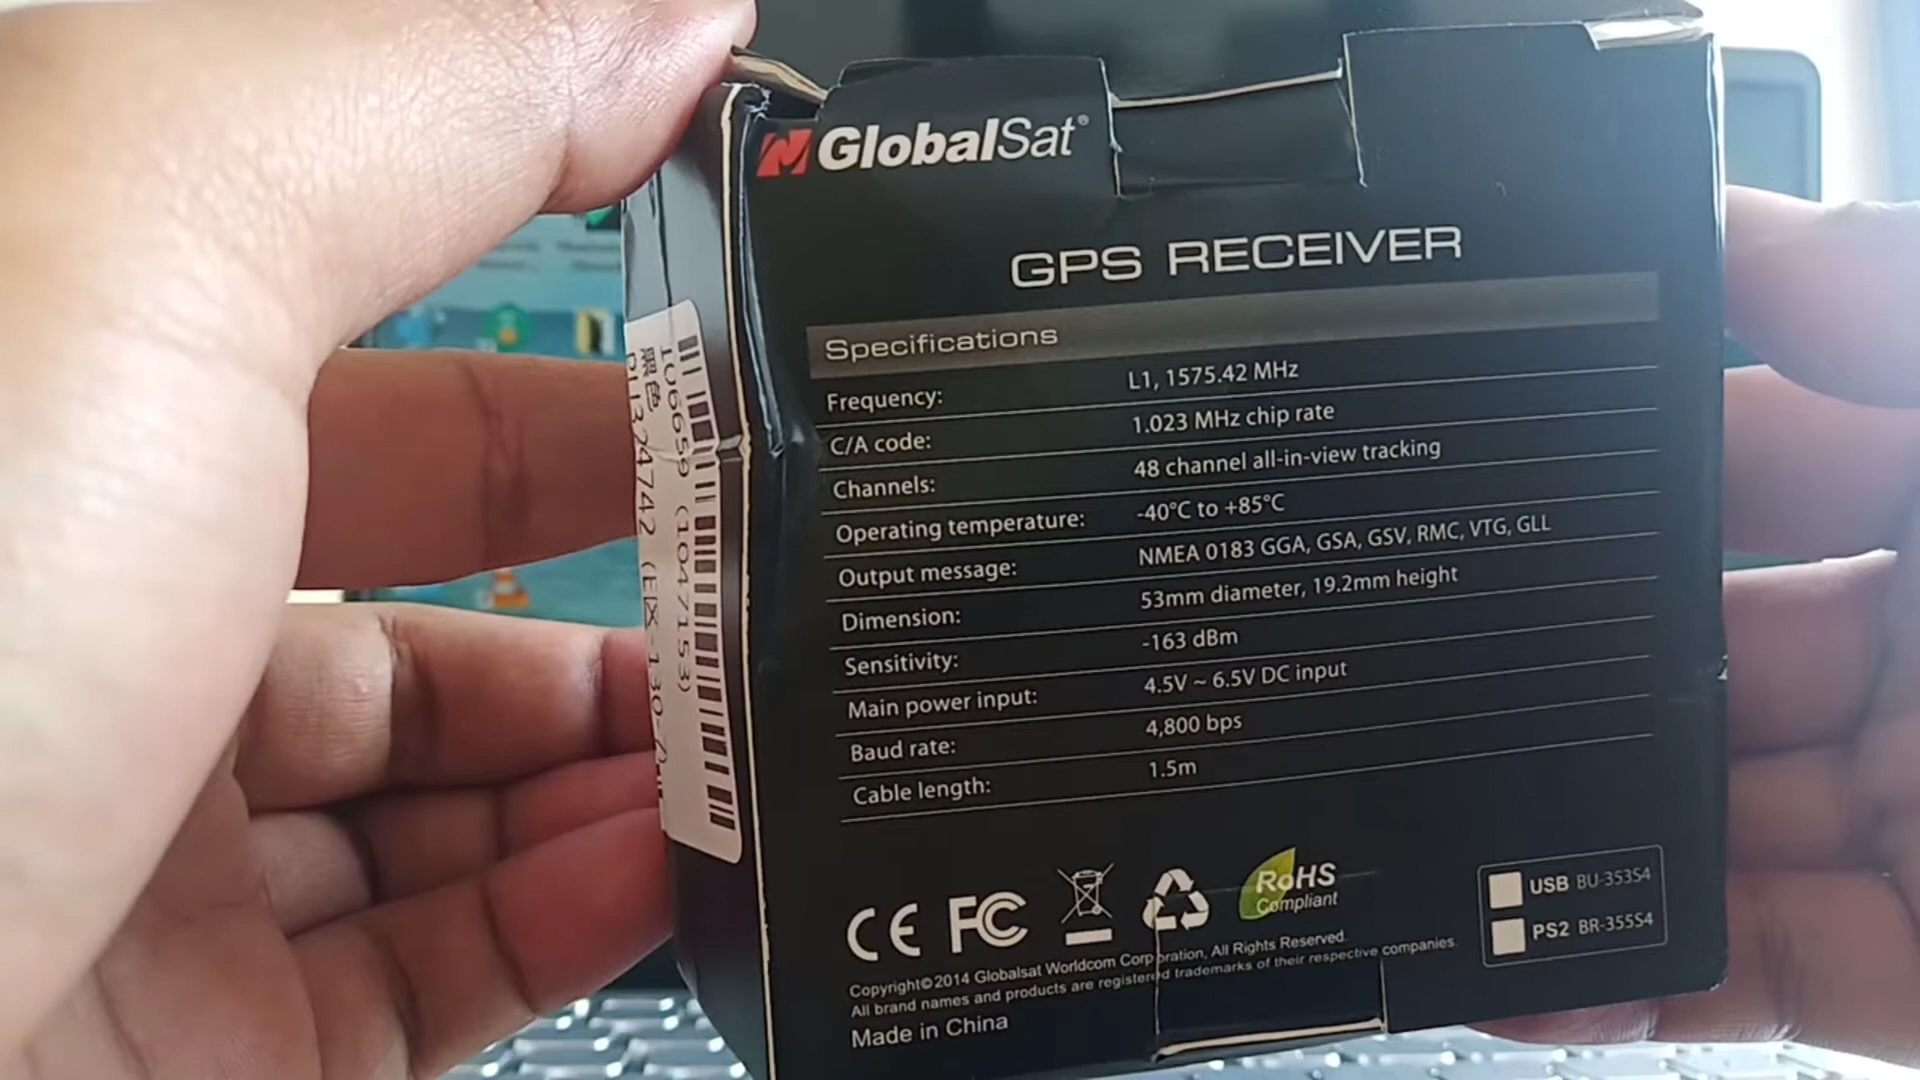 GlobalSat®
GPS RECEIVER
Specifications
Frequency: L1, 1575.42 MHz
C/A code: 1.023 MHz chip rate
Channels: 48 channel all-in-view tracking
Operating temperature: -40°C to +85°C
Output message: NMEA 0183 GGA, GSA, GSV, RMC, VTG, GLL
Dimension: 53mm diameter, 19.2mm height
Sensitivity: -163 dBm
Main power input: 4.5V ~ 6.5V DC input
Baud rate: 4,800 bps
Cable length: 1.5m
CE FC RoHS
Compliant
USB BU-353S4
PS2 BR-355S4
Copyright©2014 Globalsat Worldcom Corporation, All Rights Reserved.
All brand names and products are registered trademarks of their respective companies.
Made in China
106659 (1047153)
黑色